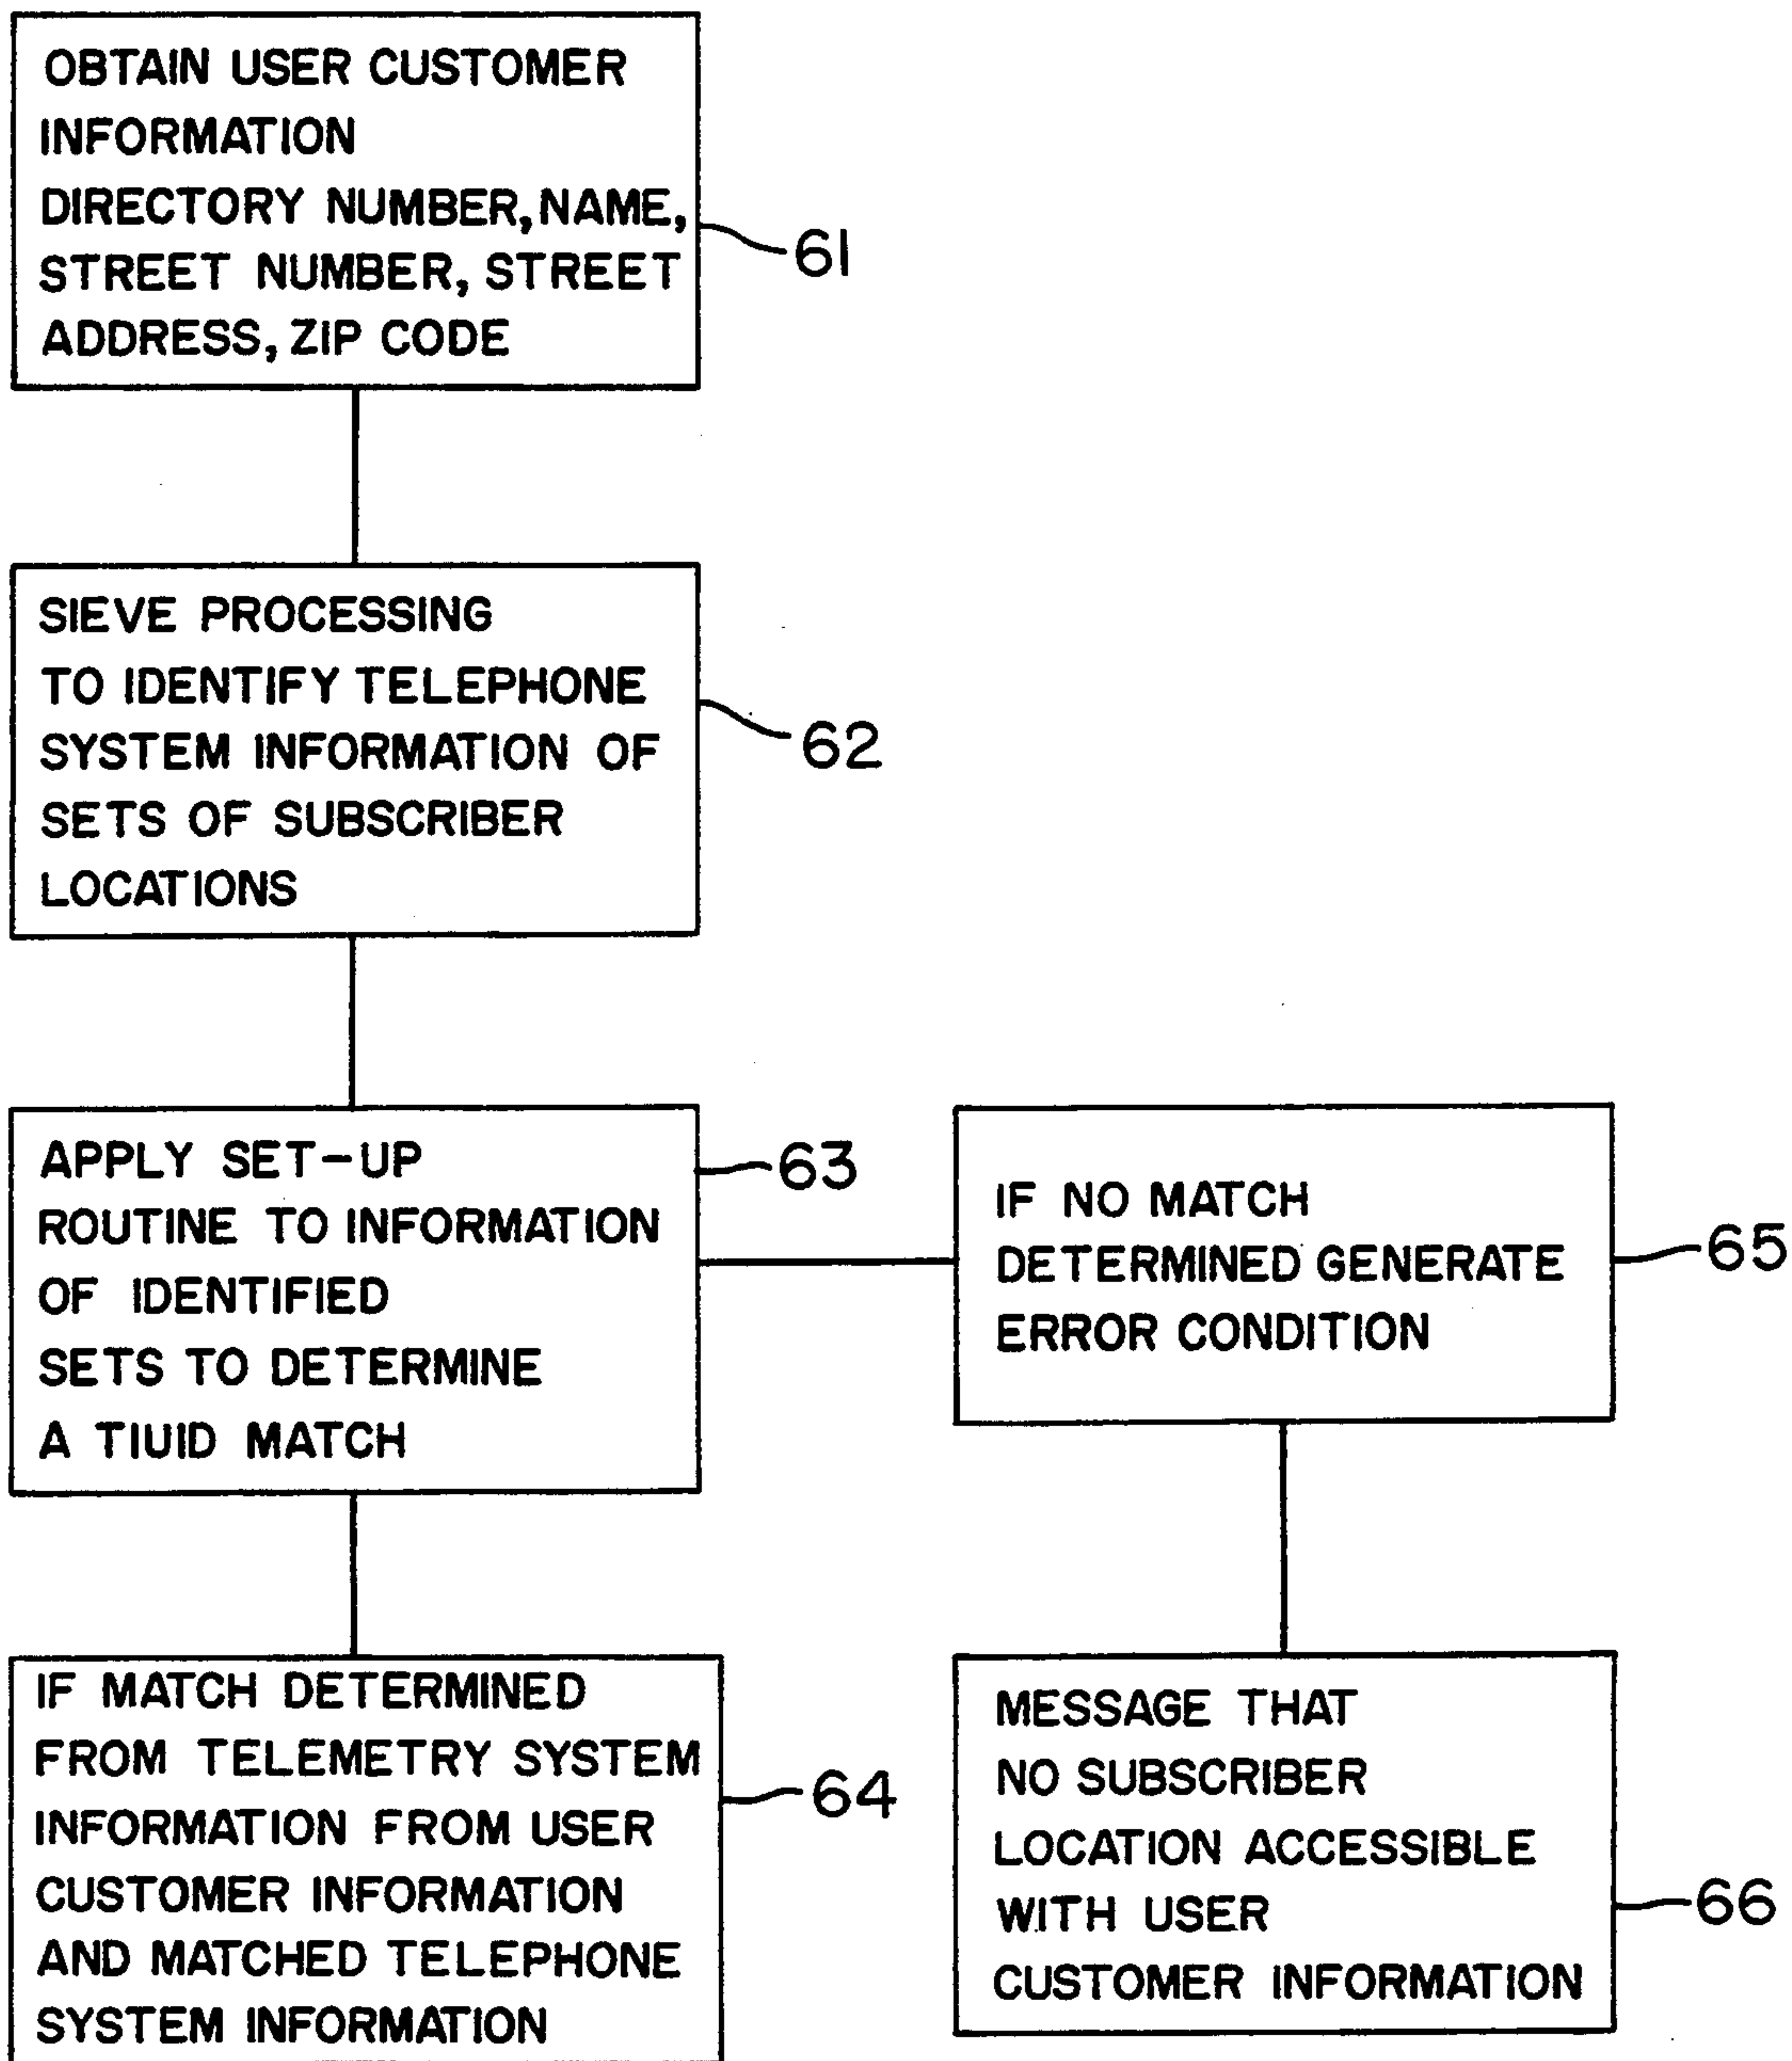 OBTAIN USER CUSTOMER
INFORMATION
DIRECTORY NUMBER, NAME,
STREET NUMBER, STREET
ADDRESS, ZIP CODE
61
SIEVE PROCESSING
TO IDENTIFY TELEPHONE
SYSTEM INFORMATION OF
SETS OF SUBSCRIBER
LOCATIONS
62
APPLY SET-UP
ROUTINE TO INFORMATION
OF IDENTIFIED
SETS TO DETERMINE
A TIUID MATCH
63
IF NO MATCH
DETERMINED GENERATE
ERROR CONDITION
65
IF MATCH DETERMINED
FROM TELEMETRY SYSTEM
INFORMATION FROM USER
CUSTOMER INFORMATION
AND MATCHED TELEPHONE
SYSTEM INFORMATION
64
MESSAGE THAT
NO SUBSCRIBER
LOCATION ACCESSIBLE
WITH USER
CUSTOMER INFORMATION
66